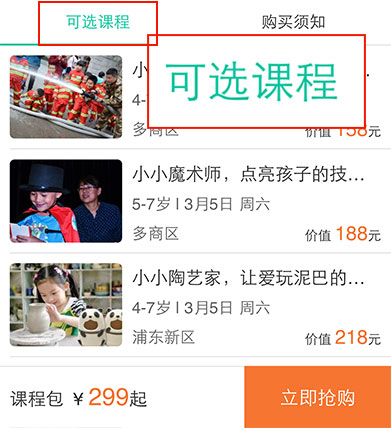 可选课程
购买须知
可选课程
小
4-
多商区
价值 158元
小小魔术师，点亮孩子的技…
5-7岁 | 3月5日 周六
多商区
价值 188元
小小陶艺家，让爱玩泥巴的…
4-7岁 | 3月5日 周六
浦东新区
价值 218元
课程包 ¥ 299起
立即抢购